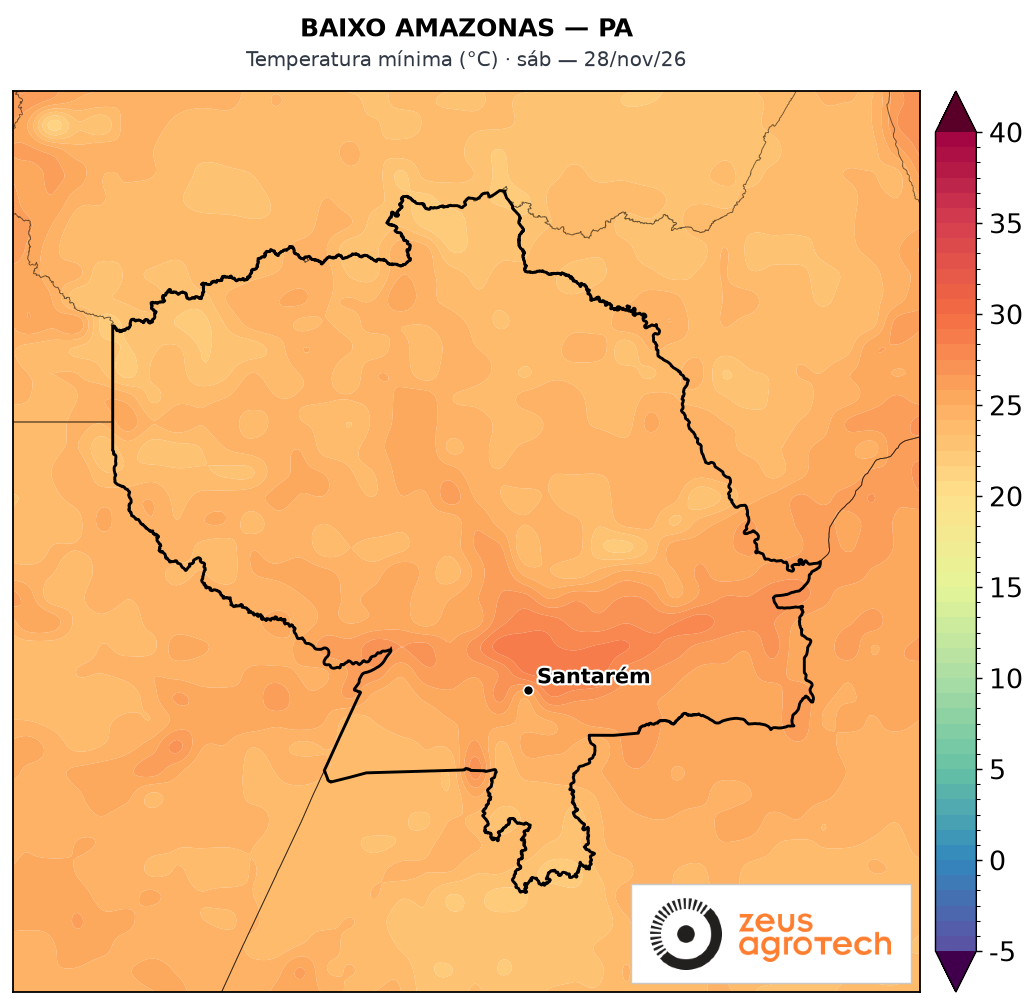 BAIXO AMAZONAS — PA
Temperatura mínima (°C) · sáb — 28/nov/26
40
35
30
25
20
15
10
5
0
-5
Santarém
zeus
agrotech